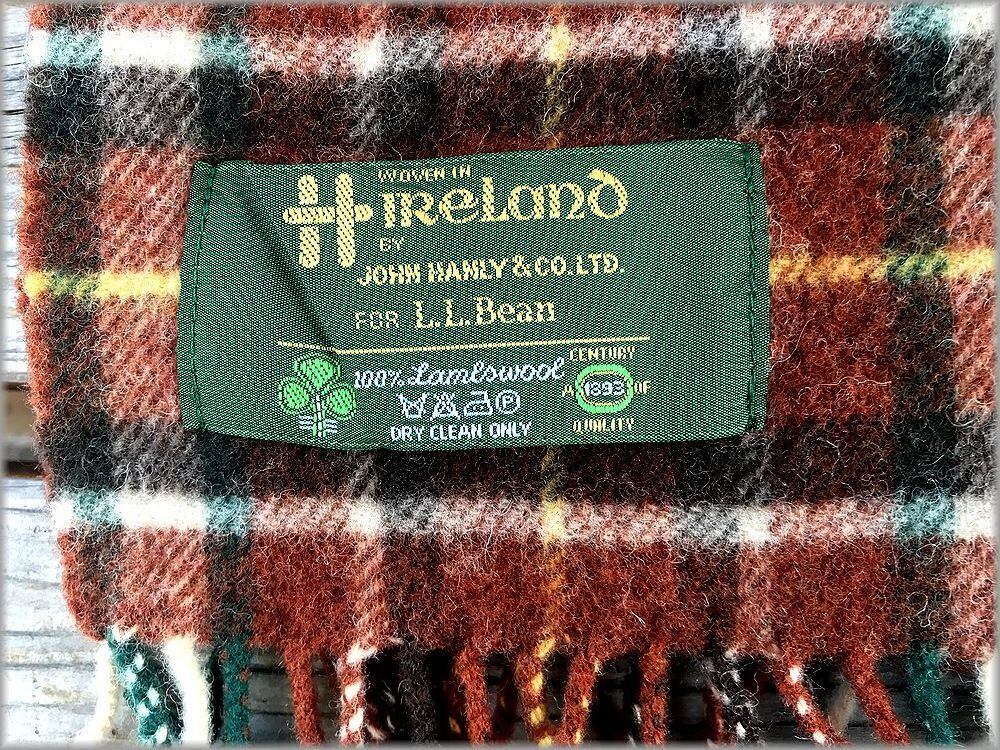 WOVEN IN
IRELAND
BY
JOHN HANLY & CO. LTD.
FOR L.L.Bean
100% Lambswool
DRY CLEAN ONLY
CENTURY
A 1893 OF
QUALITY